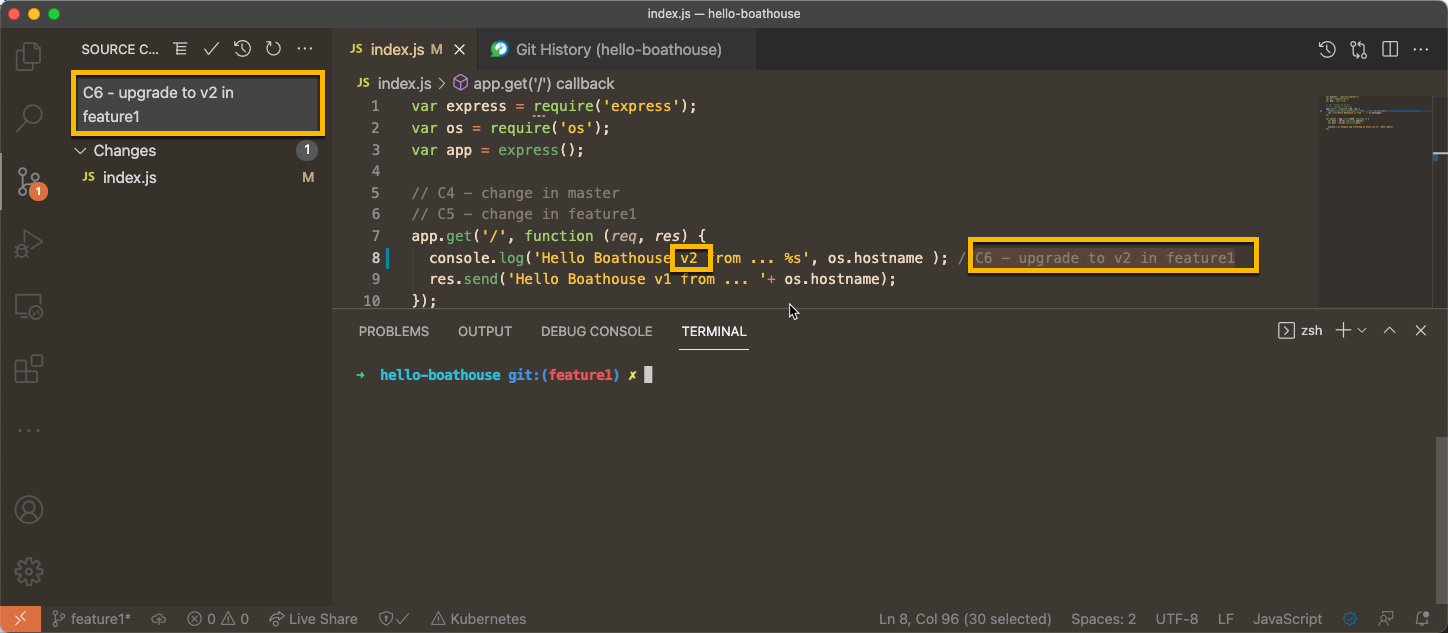 index.js — hello-boathouse
SOURCE C...
JS index.js M
Git History (hello-boathouse)
C6 - upgrade to v2 in
feature1
Changes 1
JS index.js M
1
JS index.js > app.get('/') callback
1 var express = require('express');
2 var os = require('os');
3 var app = express();
4
5 // C4 - change in master
6 // C5 - change in feature1
7 app.get('/', function (req, res) {
8 console.log('Hello Boathouse v2 from ... %s', os.hostname ); / C6 - upgrade to v2 in feature1
9 res.send('Hello Boathouse v1 from ... '+ os.hostname);
10 });
PROBLEMS OUTPUT DEBUG CONSOLE TERMINAL zsh
➜ hello-boathouse git:(feature1) ✗
feature1* 0 0 Live Share Kubernetes Ln 8, Col 96 (30 selected) Spaces: 2 UTF-8 LF JavaScript